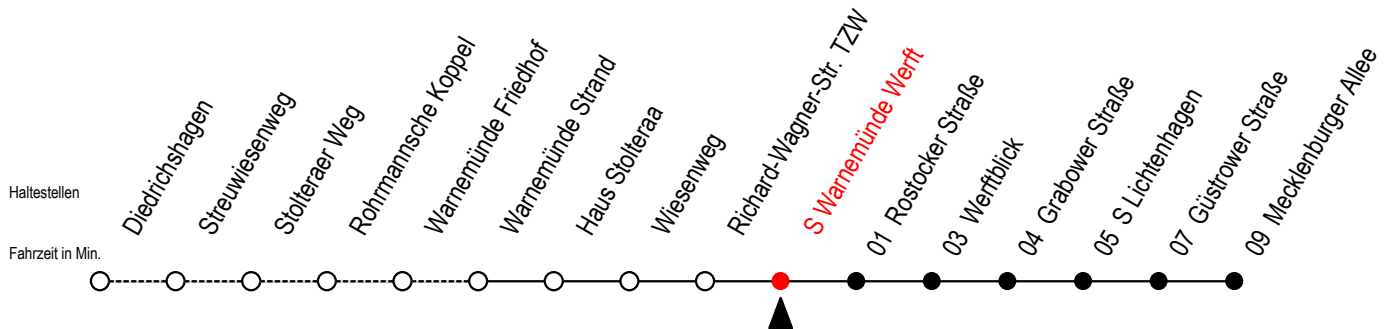 Haltestellen
Fahrzeit in Min.
Diedrichshagen
Streuwiesenweg
Stolteraer Weg
Rohrmannsche Koppel
Warnemünde Friedhof
Warnemünde Strand
Haus Stolteraa
Wiesenweg
Richard-Wagner-Str. TZW
S Warnemünde Werft
01 Rostocker Straße
03 Werftblick
04 Grabower Straße
05 S Lichtenhagen
07 Güstrower Straße
09 Mecklenburger Allee